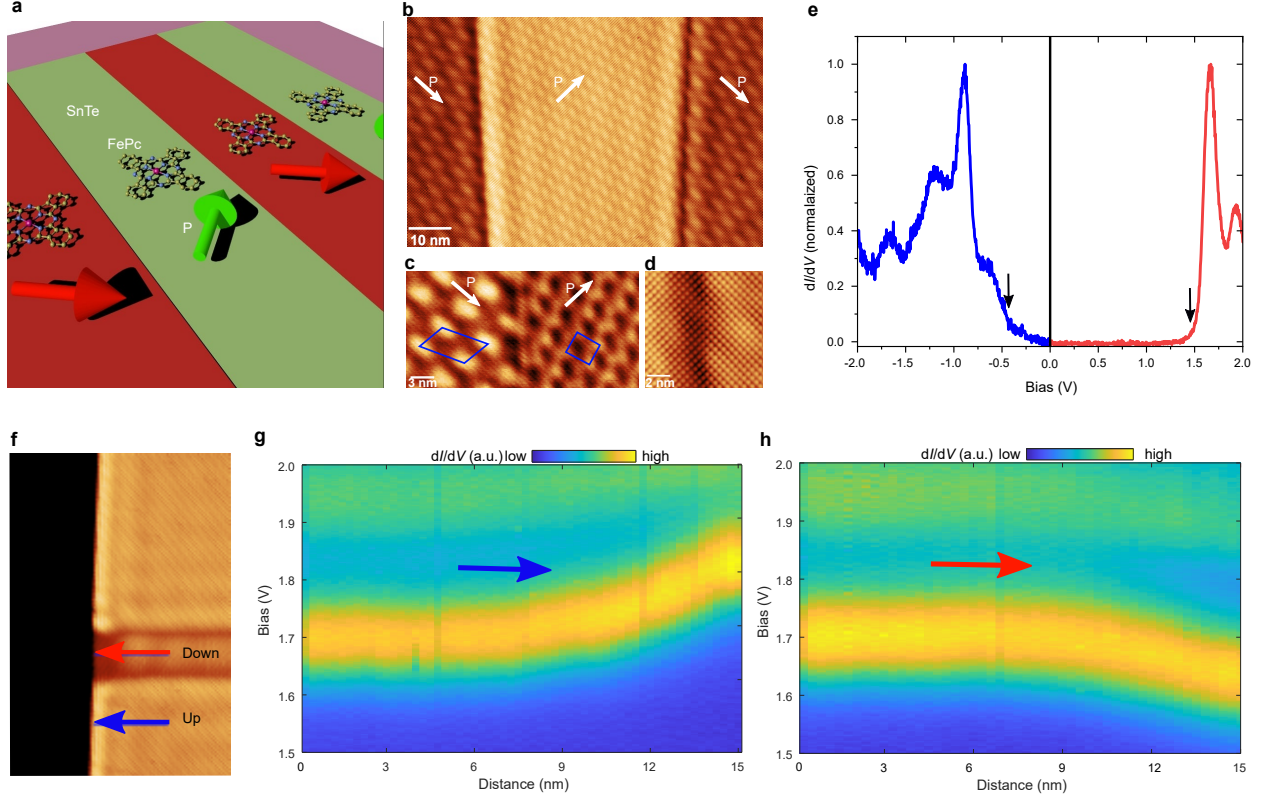 a
SnTe
FePc
P
b
P
P
P
10 nm
c
P
P
3 nm
d
2 nm
e
dI/dV (normalaized)
1.0
0.8
0.6
0.4
0.2
0.0
-2.0 -1.5 -1.0 -0.5 0.0 0.5 1.0 1.5 2.0
Bias (V)
f
Down
Up
g
dI/dV (a.u.) low high
Bias (V)
2.0
1.9
1.8
1.7
1.6
1.5
0 3 6 9 12 15
Distance (nm)
h
dI/dV (a.u.) low high
Bias (V)
2.0
1.9
1.8
1.7
1.6
1.5
0 3 6 9 12 15
Distance (nm)